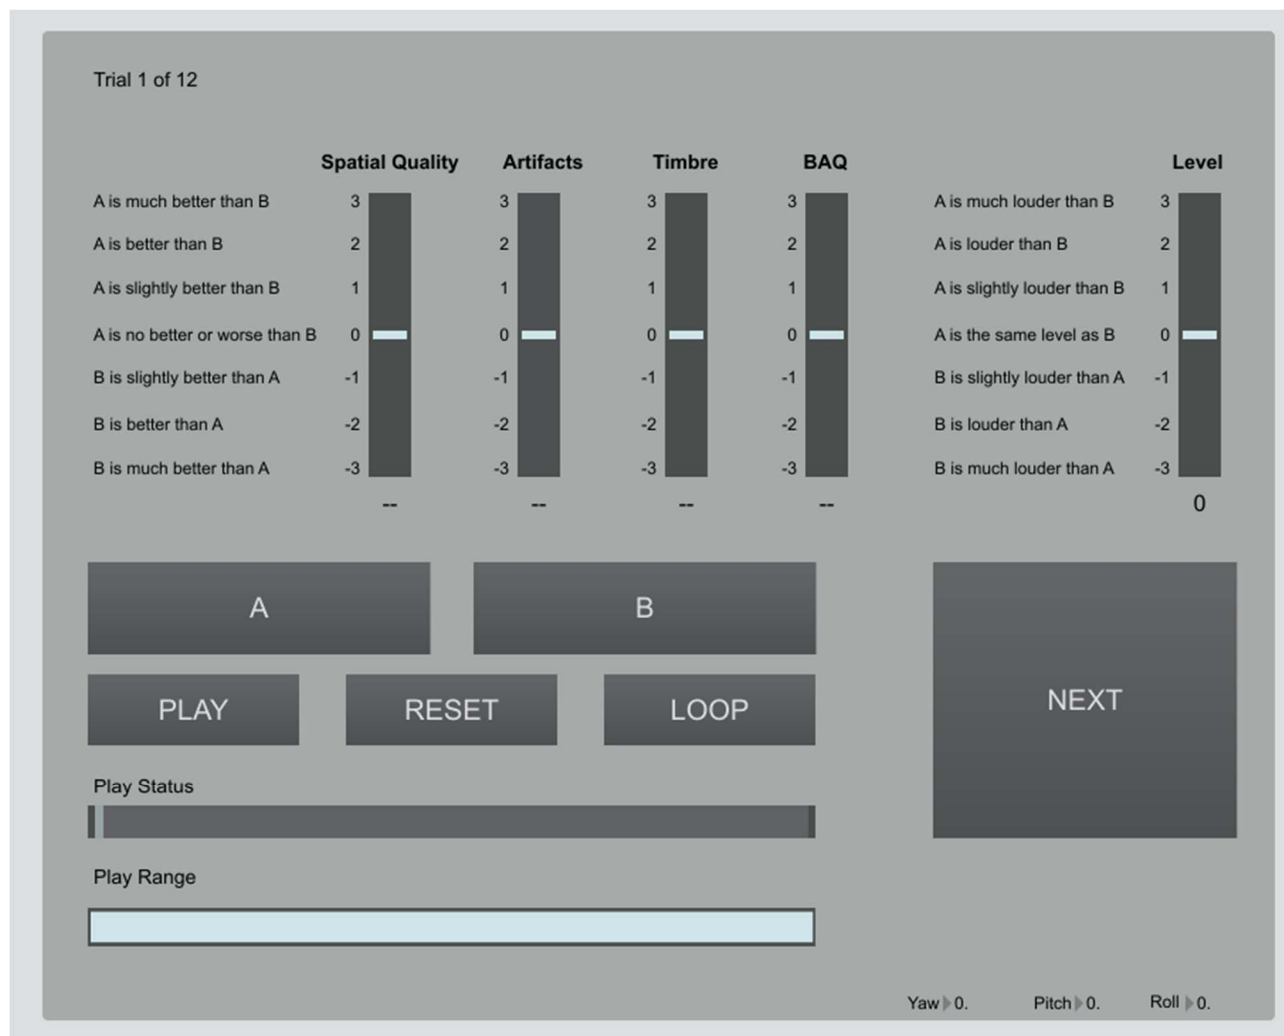 Trial 1 of 12
Spatial Quality Artifacts Timbre BAQ Level
A is much better than B 3 3 3 3 A is much louder than B 3
A is better than B 2 2 2 2 A is louder than B 2
A is slightly better than B 1 1 1 1 A is slightly louder than B 1
A is no better or worse than B 0 0 0 0 A is the same level as B 0
B is slightly better than A -1 -1 -1 -1 B is slightly louder than A -1
B is better than A -2 -2 -2 -2 B is louder than A -2
B is much better than A -3 -3 -3 -3 B is much louder than A -3
-- -- -- -- 0
A B
PLAY RESET LOOP NEXT
Play Status
Play Range
Yaw 0. Pitch 0. Roll 0.